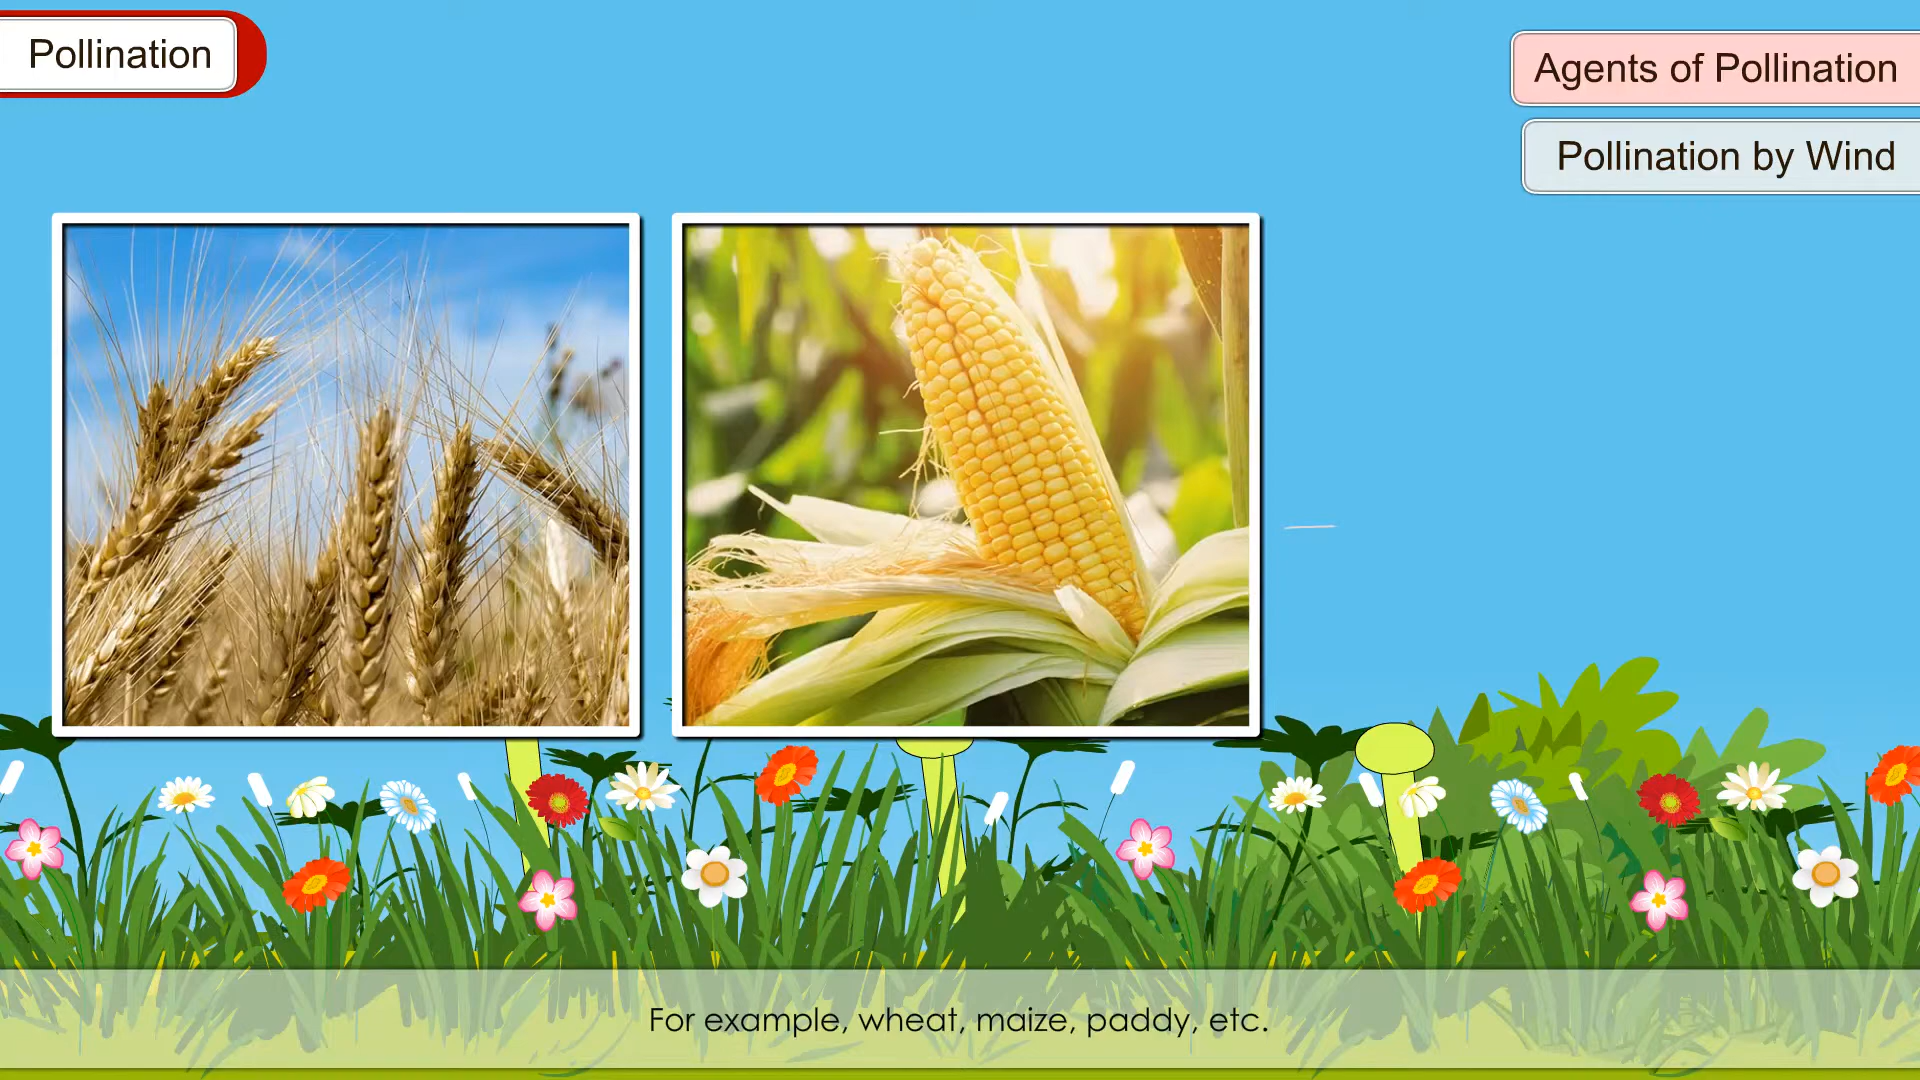 Pollination
Agents of Pollination
Pollination by Wind
For example, wheat, maize, paddy, etc.